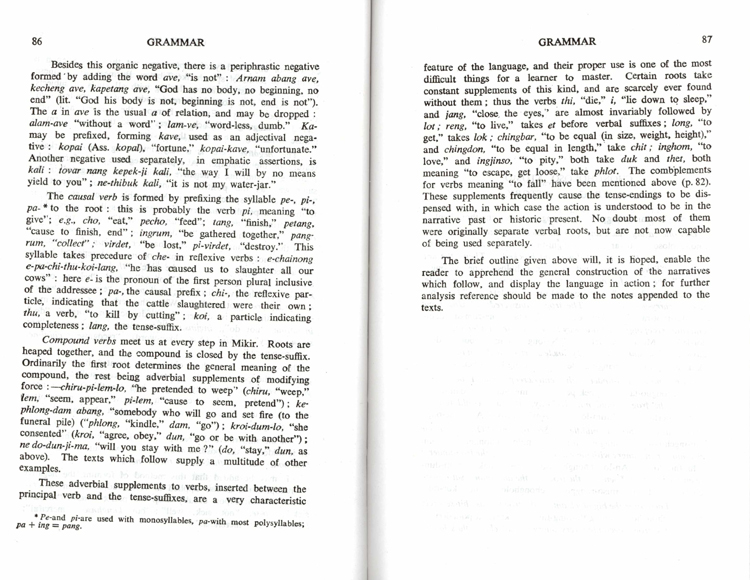 86
GRAMMAR
Besides this organic negative, there is a periphrastic negative
formed by adding the word ave, "is not" : Arnam abang ave,
kecheng ave, kapetang ave, "God has no body, no beginning, no
end" (lit. "God his body is not, beginning is not, end is not").
The a in ave is the usual a of relation, and may be dropped :
alam-ave "without a word" ; lam-ve, "word-less, dumb." Ka-
may be prefixed, forming kave, used as an adjectival nega-
tive : kopai (Ass. kopal), "fortune," kopai-kave, "unfortunate."
Another negative used separately, in emphatic assertions, is
kali : tovar nang kepek-ji kali, "the way I will by no means
yield to you" ; ne-thibuk kali, "it is not my water-jar."
The causal verb is formed by prefixing the syllable pe-, pi-,
pa- * to the root : this is probably the verb pi, meaning "to
give"; e.g., cho, "eat," pecho, "feed"; tang, "finish," petang,
"cause to finish, end" ; ingrum, "be gathered together," pang-
rum, "collect" ; virdet, "be lost," pi-virdet, "destroy." This
syllable takes precedure of che- in reflexive verbs : e-chainong
e-pa-chi-thu-koi-lang, "he has caused us to slaughter all our
cows" : here e- is the pronoun of the first person plural inclusive
of the addressee ; pa-, the causal prefix ; chi-, the reflexive par-
ticle, indicating that the cattle slaughtered were their own ;
thu, a verb, "to kill by cutting" ; koi, a particle indicating
completeness ; lang, the tense-suffix.
Compound verbs meet us at every step in Mikir. Roots are
heaped together, and the compound is closed by the tense-suffix.
Ordinarily the first root determines the general meaning of the
compound, the rest being adverbial supplements of modifying
force :—chiru-pi-lem-lo, "he pretended to weep" (chiru, "weep,"
lem, "seem, appear," pi-lem, "cause to seem, pretend") ; ke-
phlong-dam abang, "somebody who will go and set fire (to the
funeral pile) ("phlong, "kindle," dam, "go") ; kroi-dum-lo, "she
consented" (kroi, "agree, obey," dun, "go or be with another") ;
ne do-dun-ji-ma, "will you stay with me ?" (do, "stay," dun, as
above). The texts which follow supply a multitude of other
examples.
These adverbial supplements to verbs, inserted between the
principal verb and the tense-suffixes, are a very characteristic
* Pe-and pi-are used with monosyllables, pa-with most polysyllables;
pa + ing = pang.
GRAMMAR
87
feature of the language, and their proper use is one of the most
difficult things for a learner to master. Certain roots take
constant supplements of this kind, and are scarcely ever found
without them ; thus the verbs thi, "die," i, "lie down to sleep,"
and jang, "close the eyes," are almost invariably followed by
lot ; reng, "to live," takes et before verbal suffixes ; long, "to
get," takes lok ; chingbar, "to be equal (in size, weight, height),"
and chingdon, "to be equal in length," take chit ; inghom, "to
love," and ingjinso, "to pity," both take duk and thet, both
meaning "to escape, get loose," take phlot. The combplements
for verbs meaning "to fall" have been mentioned above (p. 82).
These supplements frequently cause the tense-endings to be dis-
pensed with, in which case the action is understood to be in the
narrative past or historic present. No doubt most of them
were originally separate verbal roots, but are not now capable
of being used separately.
The brief outline given above will, it is hoped, enable the
reader to apprehend the general construction of the narratives
which follow, and display the language in action ; for further
analysis reference should be made to the notes appended to the
texts.